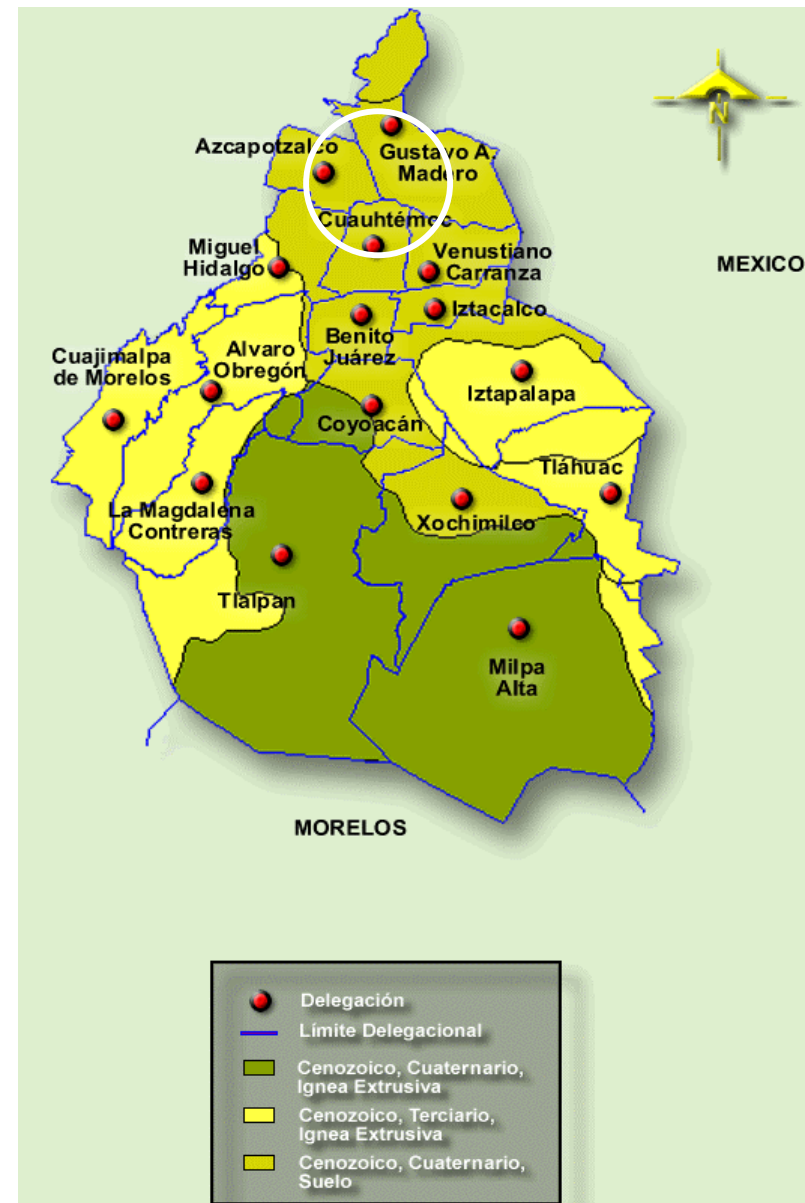 N
Azcapotzalco
Gustavo A.
Madero
Cuauhtémoc
Miguel
Hidalgo
Venustiano
Carranza
MEXICO
Iztacalco
Benito
Juárez
Cuajimalpa
de Morelos
Alvaro
Obregón
Iztapalapa
Coyoacán
Tláhuac
La Magdalena
Contreras
Xochimilco
Tlalpan
Milpa
Alta
MORELOS
Delegación
Límite Delegacional
Cenozoico, Cuaternario,
Ignea Extrusiva
Cenozoico, Terciario,
Ignea Extrusiva
Cenozoico, Cuaternario,
Suelo